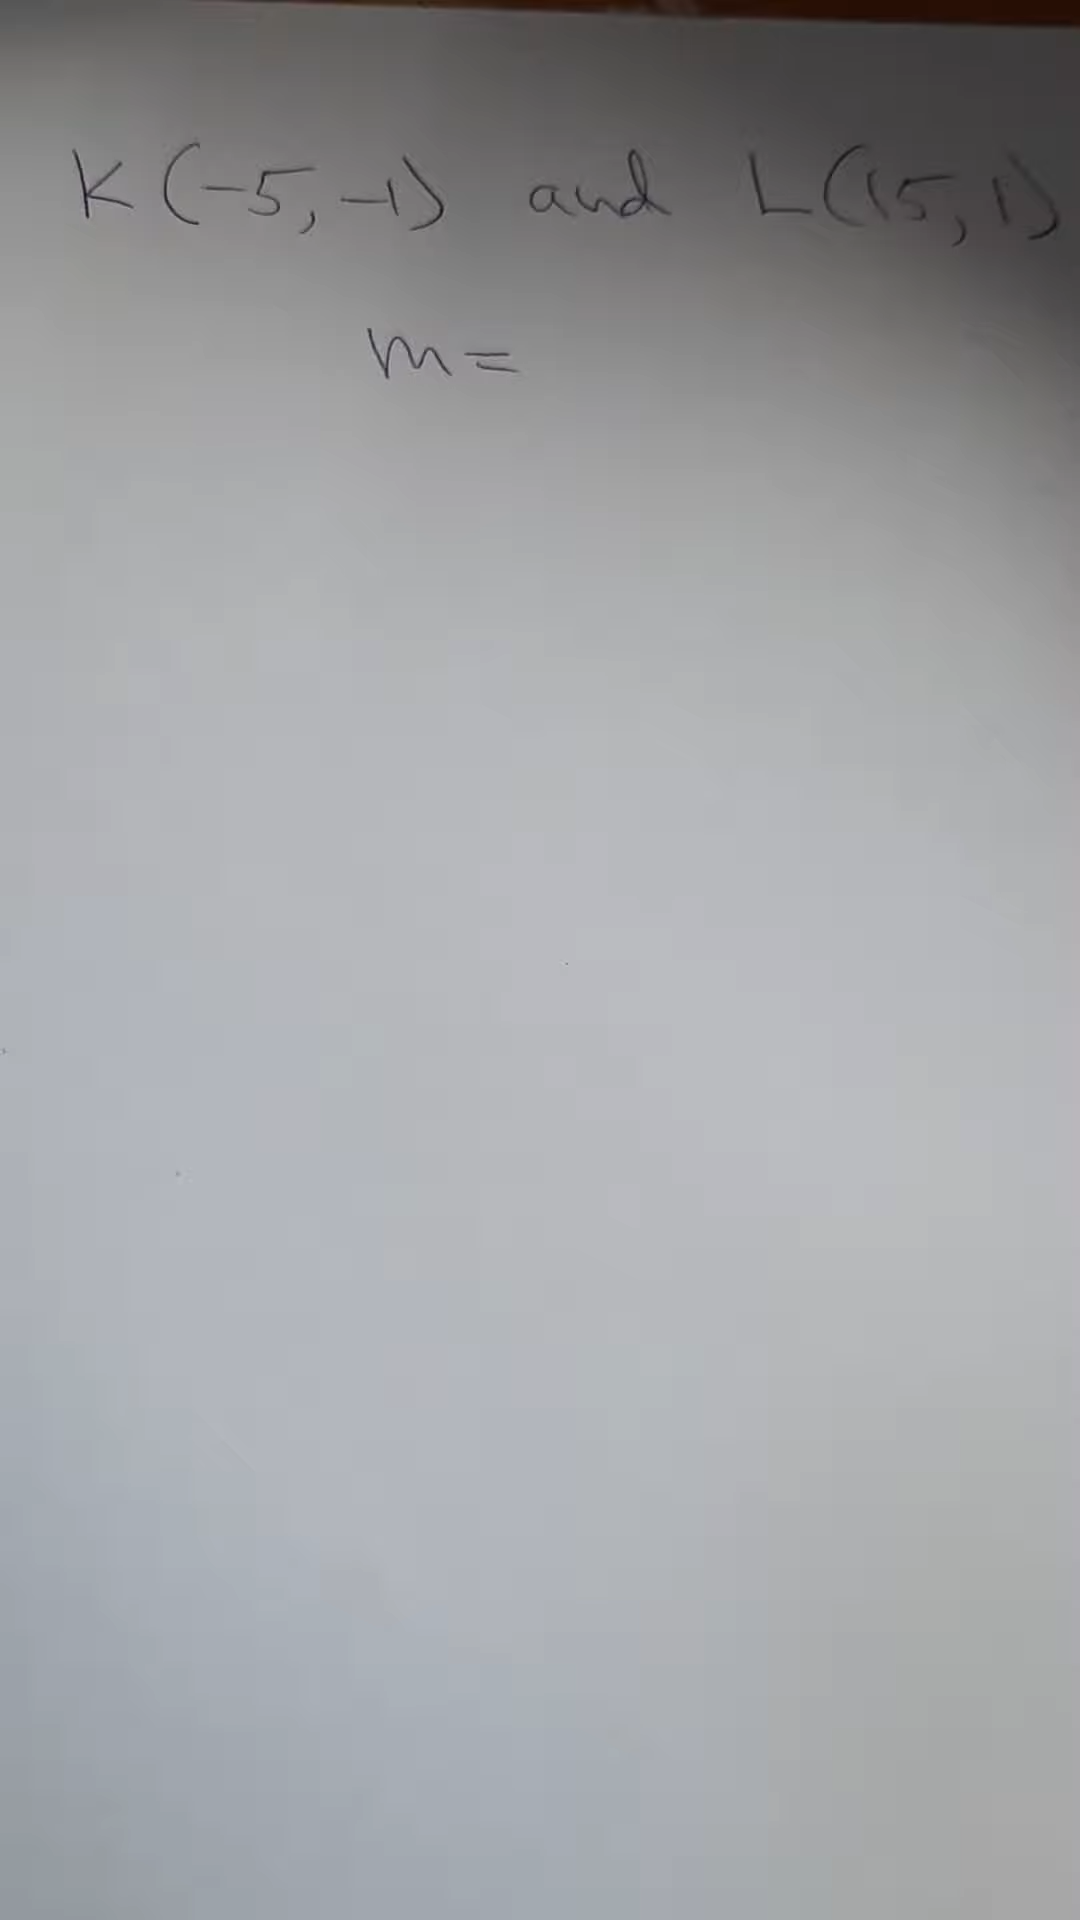 K(-5,-1) and L(15,1)
m=